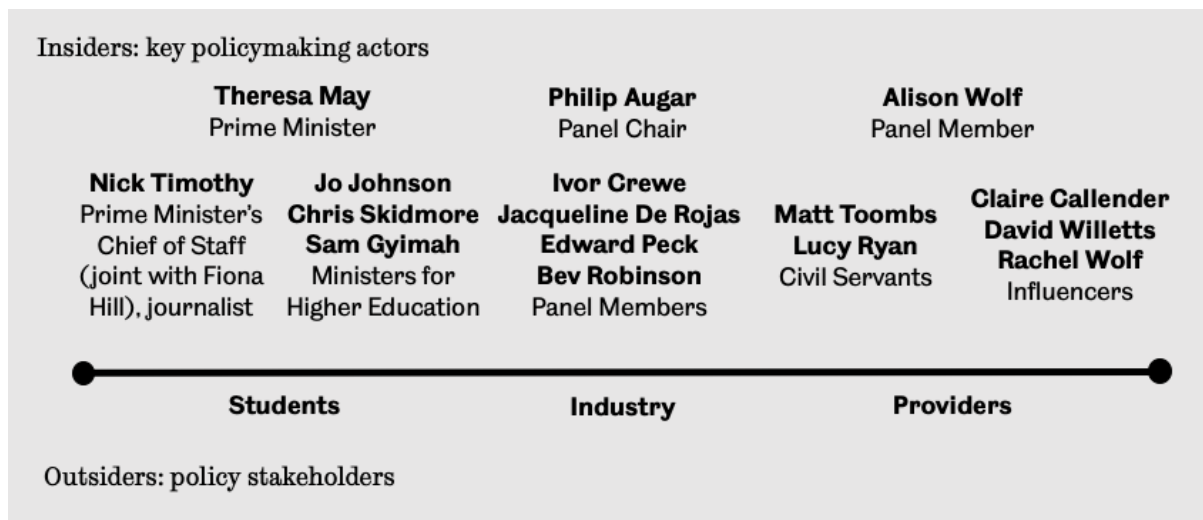 Insiders: key policymaking actors
Theresa May
Prime Minister
Philip Augar
Panel Chair
Alison Wolf
Panel Member
Nick Timothy
Prime Minister's
Chief of Staff
(joint with Fiona
Hill), journalist
Jo Johnson
Chris Skidmore
Sam Gyimah
Ministers for
Higher Education
Ivor Crewe
Jacqueline De Rojas
Edward Peck
Bev Robinson
Panel Members
Matt Toombs
Lucy Ryan
Civil Servants
Claire Callender
David Willetts
Rachel Wolf
Influencers
Students
Industry
Providers
Outsiders: policy stakeholders